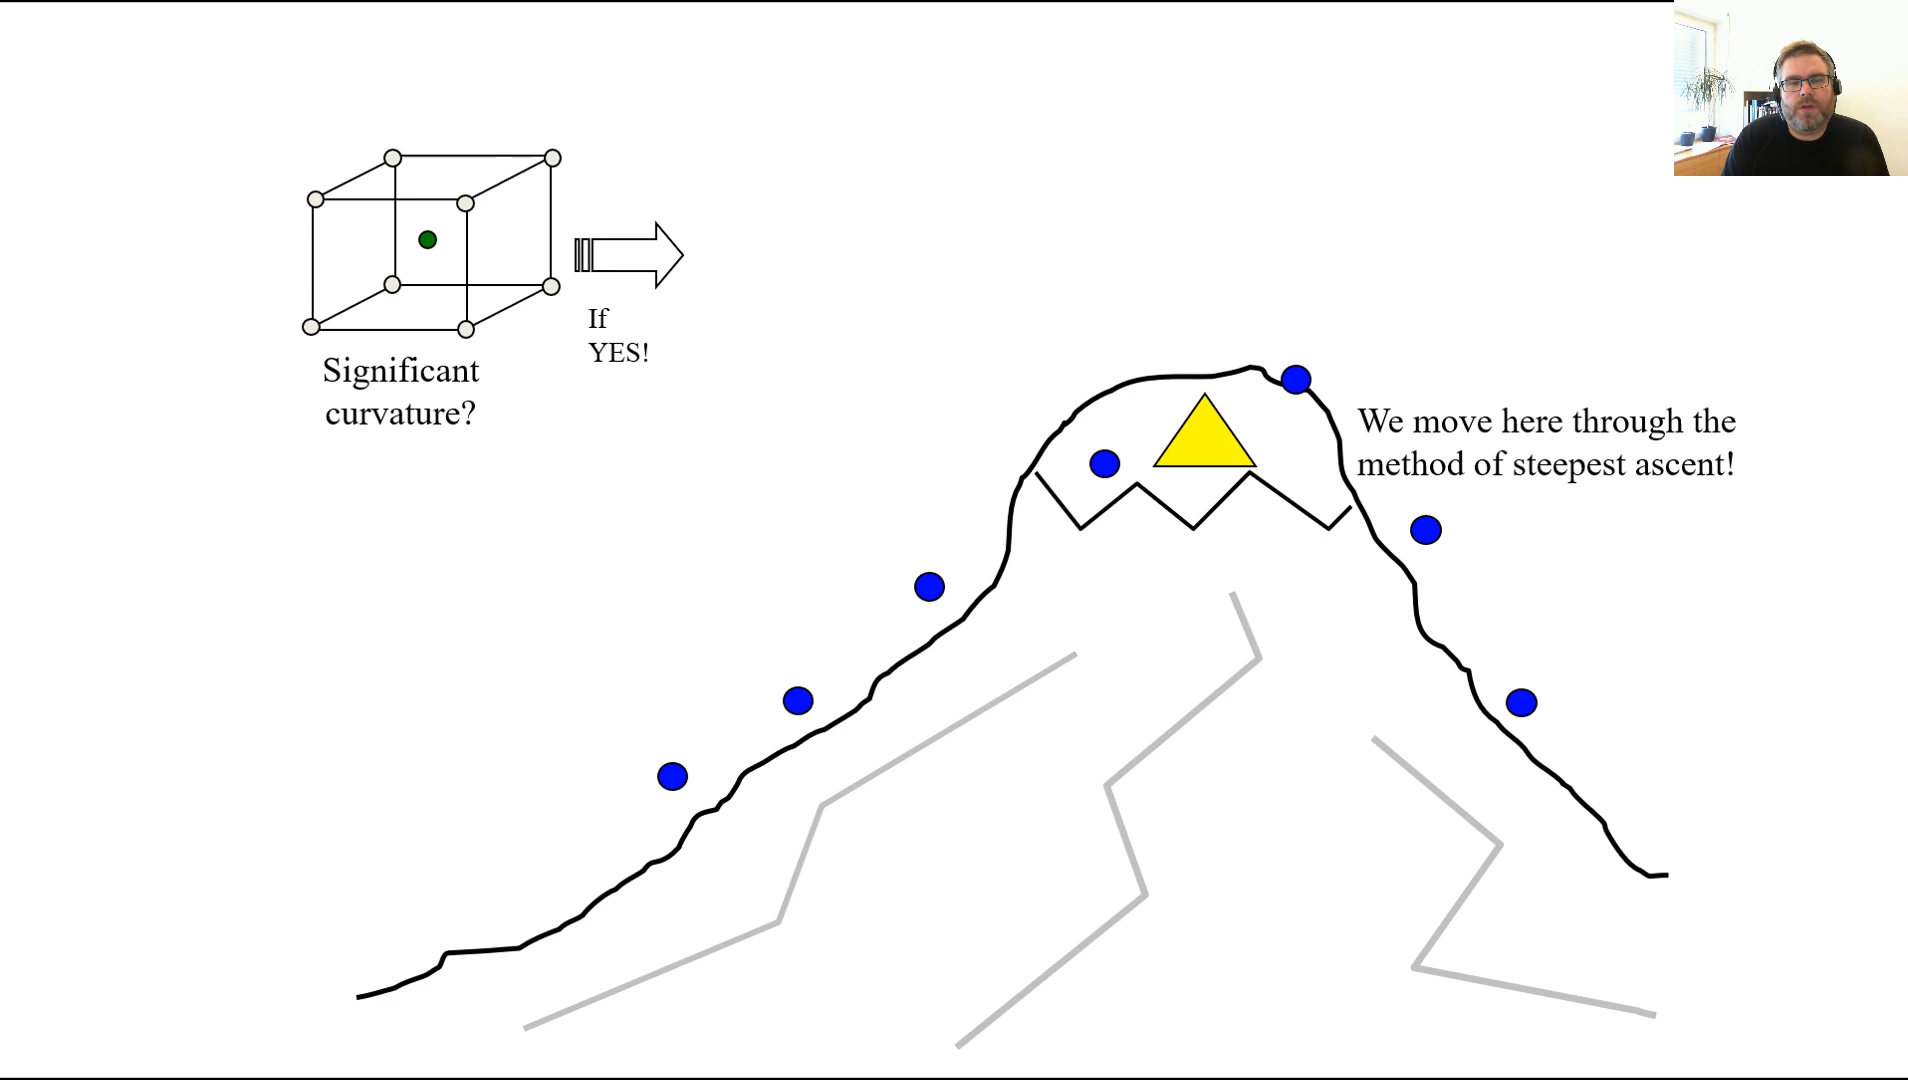 If
YES!
Significant
curvature?
We move here through the
method of steepest ascent!